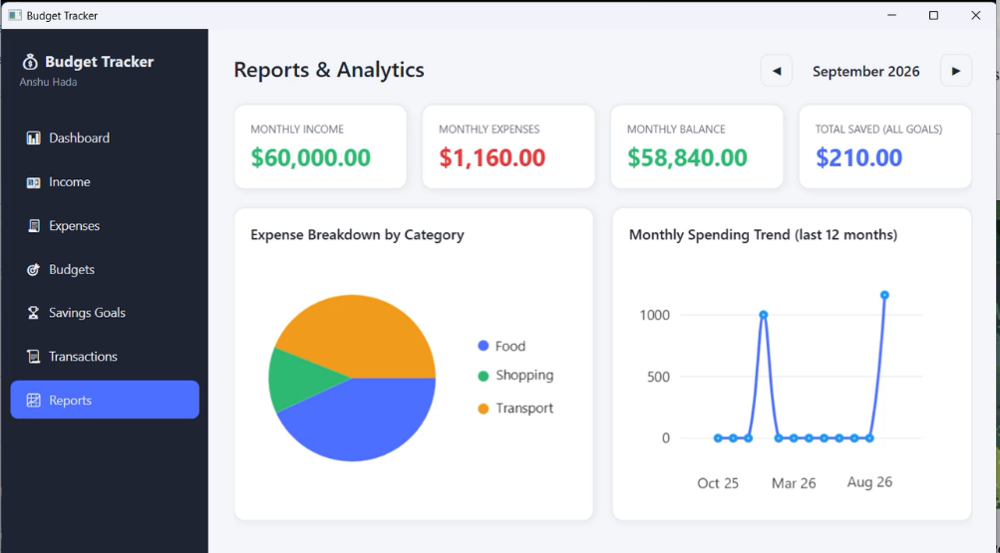 Budget Tracker
Budget Tracker
Anshu Hada
Dashboard
Income
Expenses
Budgets
Savings Goals
Transactions
Reports
Reports & Analytics
◀ September 2026 ▶
MONTHLY INCOME
$60,000.00
MONTHLY EXPENSES
$1,160.00
MONTHLY BALANCE
$58,840.00
TOTAL SAVED (ALL GOALS)
$210.00
Expense Breakdown by Category
Food
Shopping
Transport
Monthly Spending Trend (last 12 months)
1000
500
0
Oct 25 Mar 26 Aug 26